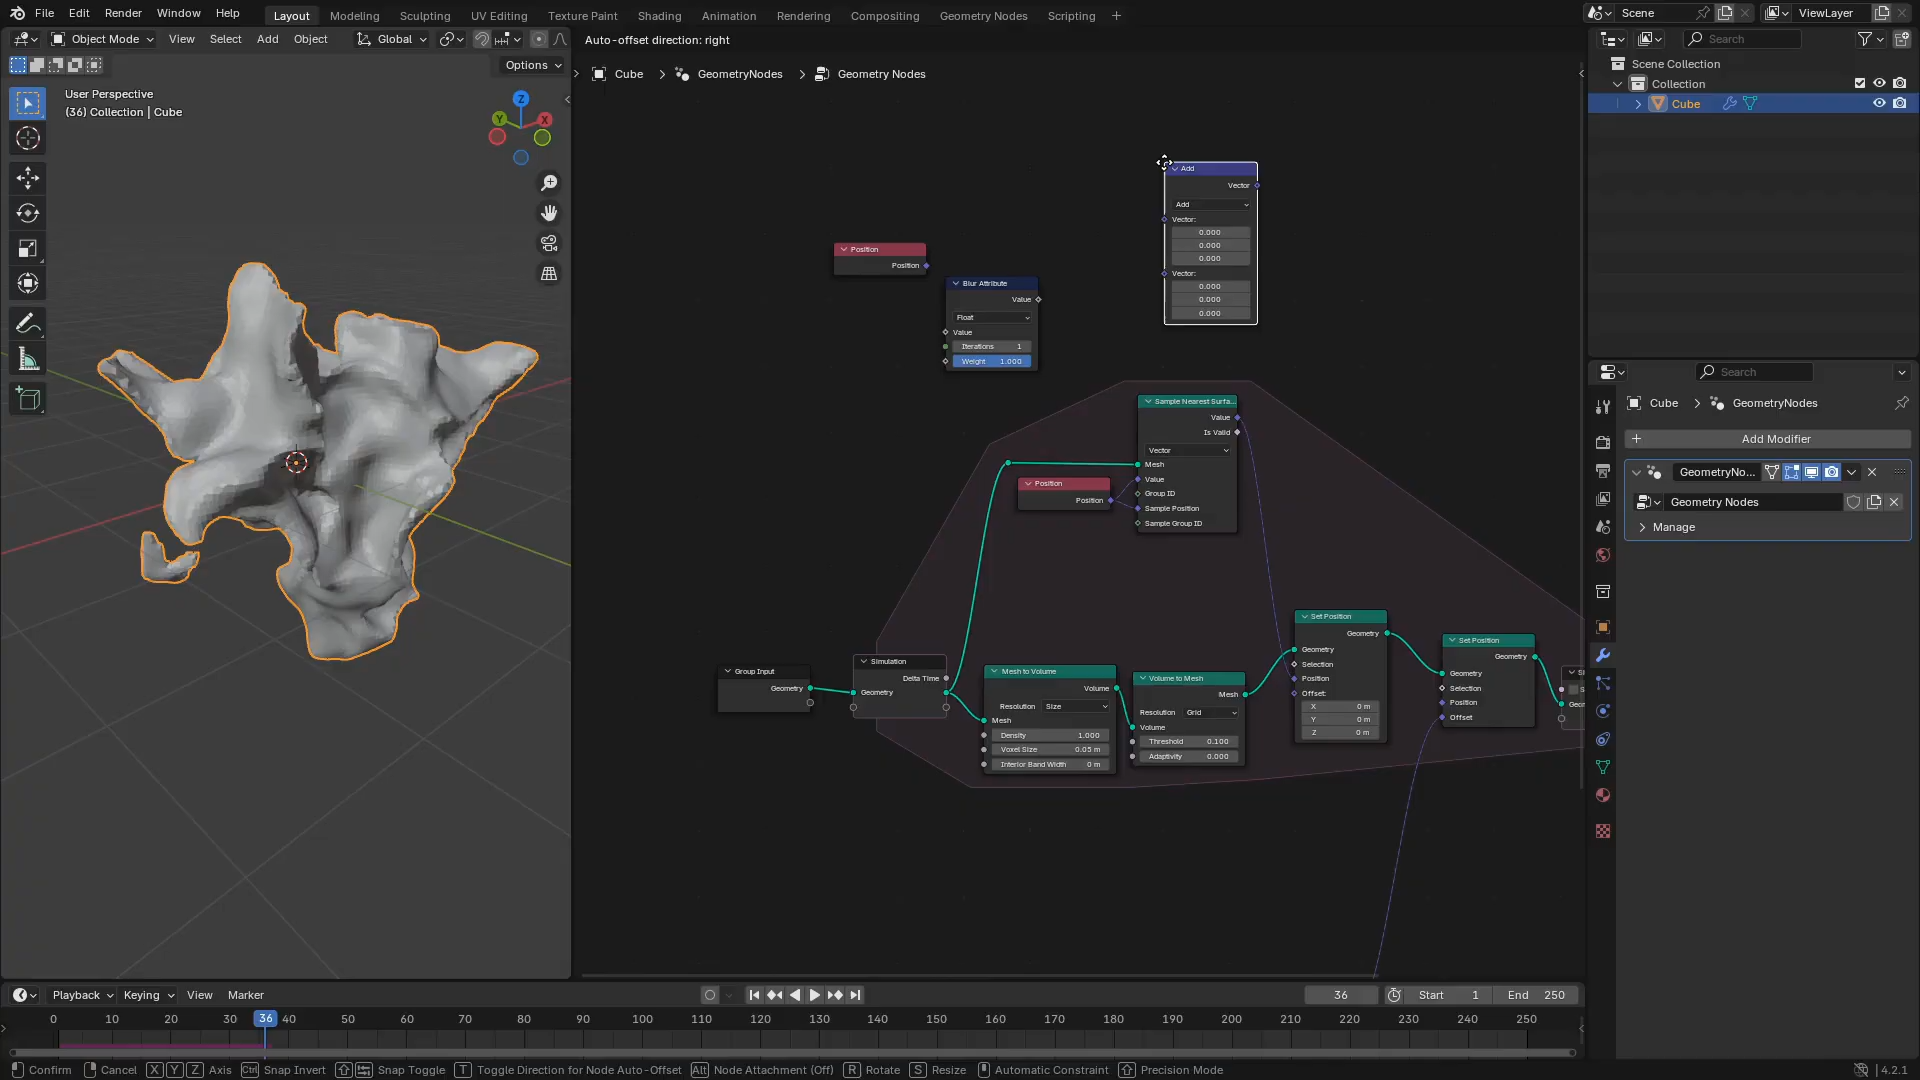 File Edit Render Window Help Layout Modeling Sculpting UV Editing Texture Paint Shading Animation Rendering Compositing Geometry Nodes Scripting + Scene ViewLayer
Object Mode View Select Add Object Global Auto-offset direction: right Search
Options Cube > GeometryNodes > Geometry Nodes
User Perspective
(36) Collection | Cube
Z
Y
X
Scene Collection
Collection
Cube
Add
Vector
Add
Vector:
0.000
0.000
0.000
Vector:
0.000
0.000
0.000
Position
Position
Blur Attribute
Value
Float
Value
Iterations 1
Weight 1.000
Sample Nearest Surfa...
Value
Is Valid
Vector
Mesh
Value
Group ID
Sample Position
Sample Group ID
Position
Position
Group Input
Geometry
Simulation
Delta Time
Geometry
Mesh to Volume
Volume
Resolution Size
Mesh
Density 1.000
Voxel Size 0.05 m
Interior Band Width 0 m
Volume to Mesh
Mesh
Resolution Grid
Volume
Threshold 0.100
Adaptivity 0.000
Set Position
Geometry
Geometry
Selection
Position
Offset:
X 0 m
Y 0 m
Z 0 m
Set Position
Geometry
Geometry
Selection
Position
Offset
Search
Cube > GeometryNodes
+ Add Modifier
GeometryNo...
Geometry Nodes
Manage
Playback Keying View Marker 36 Start 1 End 250
0 10 20 30 36 40 50 60 70 80 90 100 110 120 130 140 150 160 170 180 190 200 210 220 230 240 250
Confirm Cancel X Y Z Axis Ctrl Snap Invert Snap Toggle T Toggle Direction for Node Auto-Offset Alt Node Attachment (Off) R Rotate S Resize Automatic Constraint Precision Mode 4.2.1